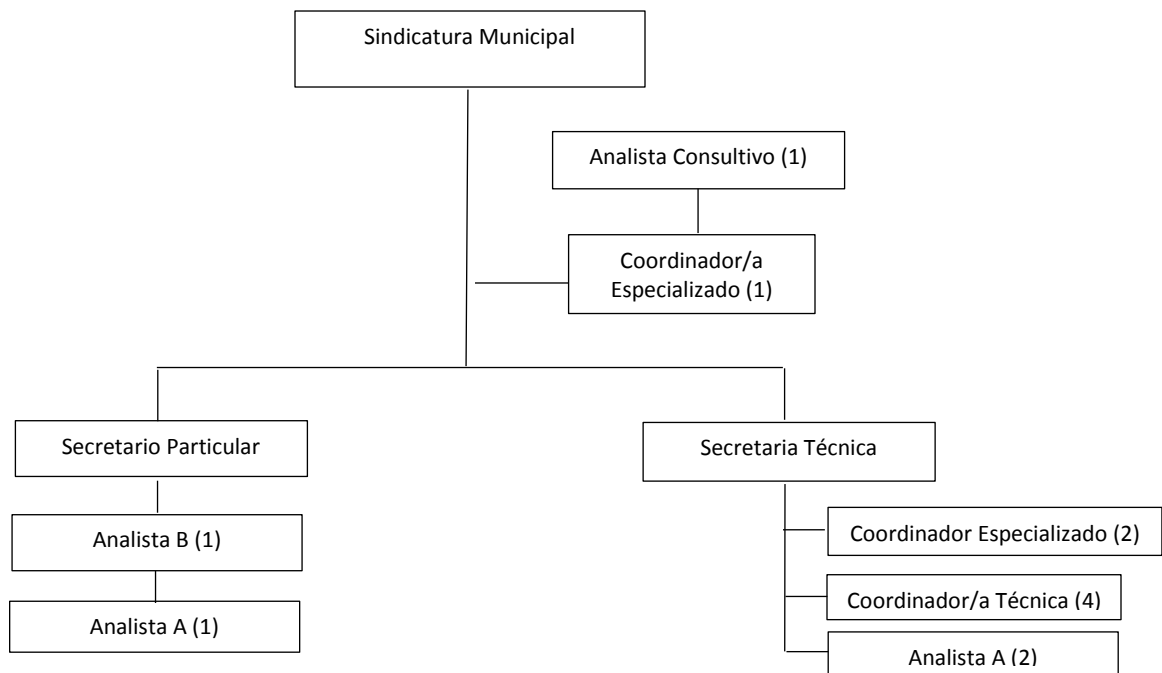 Sindicatura Municipal
Analista Consultivo (1)
Coordinador/a
Especializado (1)
Secretario Particular
Secretaria Técnica
Analista B (1)
Coordinador Especializado (2)
Coordinador/a Técnica (4)
Analista A (1)
Analista A (2)